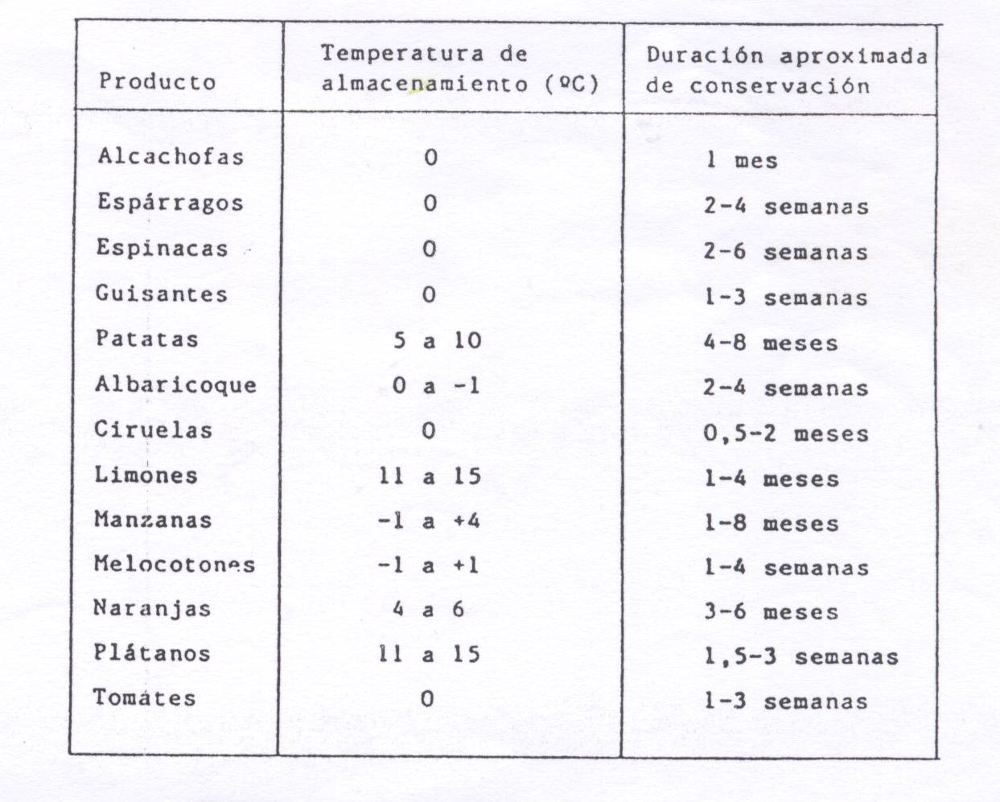 Producto Temperatura de almacenamiento (ºC) Duración aproximada de conservación
Alcachofas 0 1 mes
Espárragos 0 2-4 semanas
Espinacas 0 2-6 semanas
Guisantes 0 1-3 semanas
Patatas 5 a 10 4-8 meses
Albaricoque 0 a -1 2-4 semanas
Ciruelas 0 0,5-2 meses
Limones 11 a 15 1-4 meses
Manzanas -1 a +4 1-8 meses
Melocotones -1 a +1 1-4 semanas
Naranjas 4 a 6 3-6 meses
Plátanos 11 a 15 1,5-3 semanas
Tomates 0 1-3 semanas